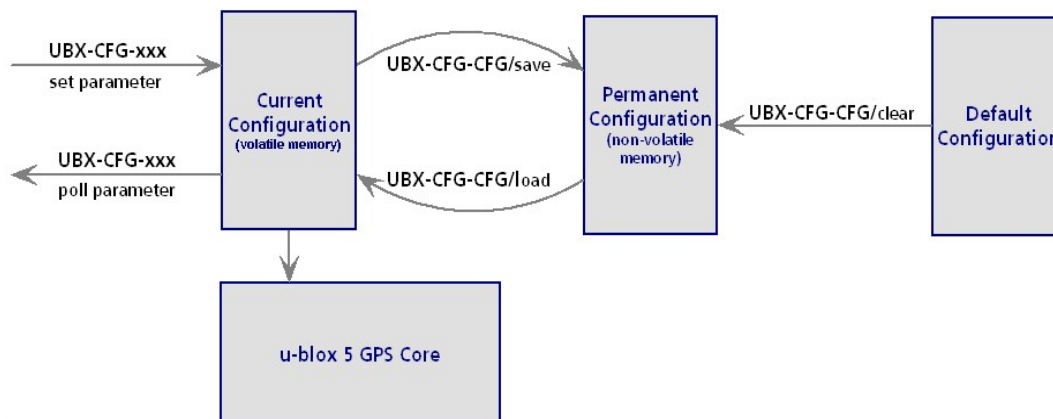 UBX-CFG-xxx
set parameter
UBX-CFG-xxx
poll parameter
Current
Configuration
(volatile memory)
UBX-CFG-CFG/save
UBX-CFG-CFG/load
Permanent
Configuration
(non-volatile
memory)
UBX-CFG-CFG/clear
Default
Configuration
u-blox 5 GPS Core